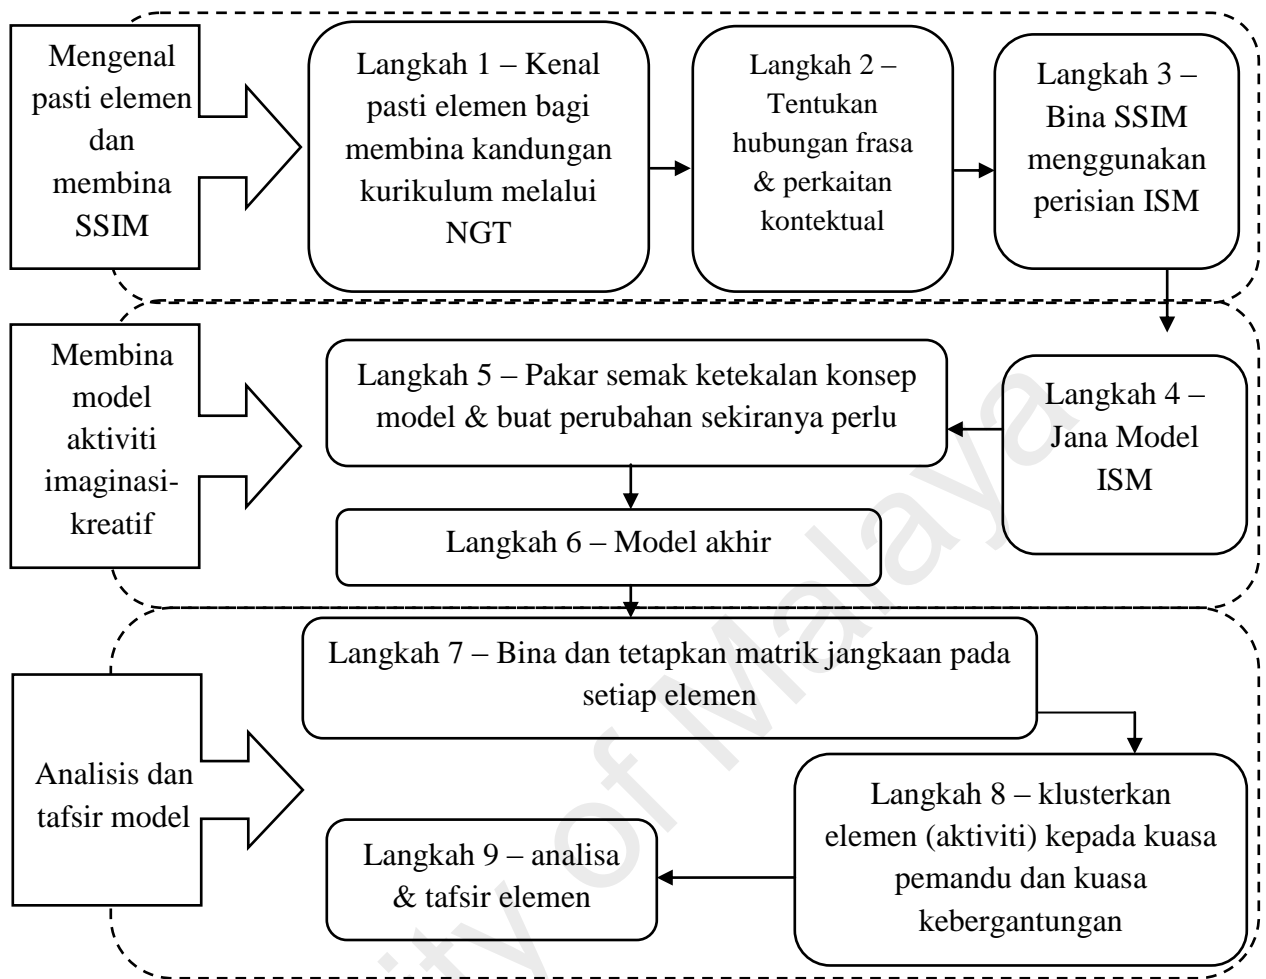 Mengenal
pasti elemen
dan
membina
SSIM
Langkah 1 – Kenal
pasti elemen bagi
membina kandungan
kurikulum melalui
NGT
Langkah 2 –
Tentukan
hubungan frasa
& perkaitan
kontektual
Langkah 3 –
Bina SSIM
menggunakan
perisian ISM
Membina
model
aktiviti
imaginasi-
kreatif
Langkah 4 –
Jana Model
ISM
Langkah 5 – Pakar semak ketekalan konsep
model & buat perubahan sekiranya perlu
Langkah 6 – Model akhir
Analisis dan
tafsir model
Langkah 7 – Bina dan tetapkan matrik jangkaan pada
setiap elemen
Langkah 8 – klusterkan
elemen (aktiviti) kepada kuasa
pemandu dan kuasa
kebergantungan
Langkah 9 – analisa
& tafsir elemen
ity of Malaya